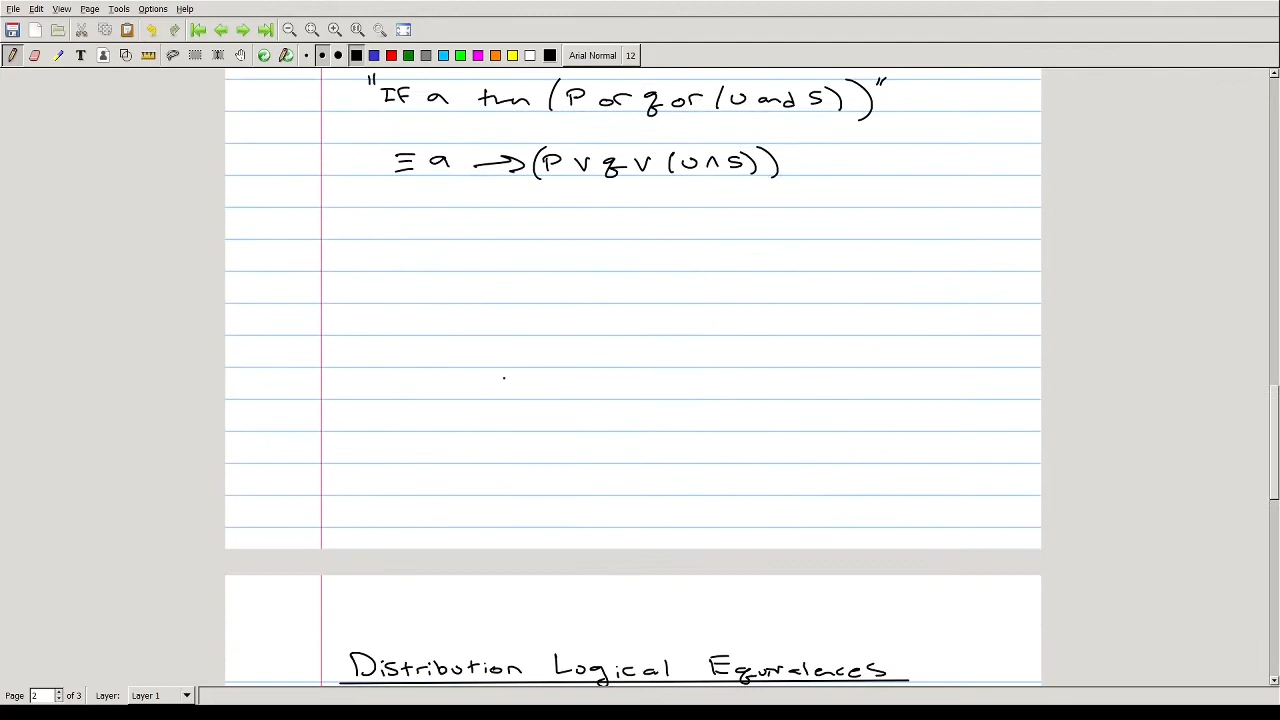 File Edit View Page Tools Options Help
T Arial Normal 12
"IF a then (P or q or (U and S))"
≡ a → (P ∨ q ∨ (U ∧ S))
Distribution Logical Equivalences
Page 2 of 3 Layer: Layer 1